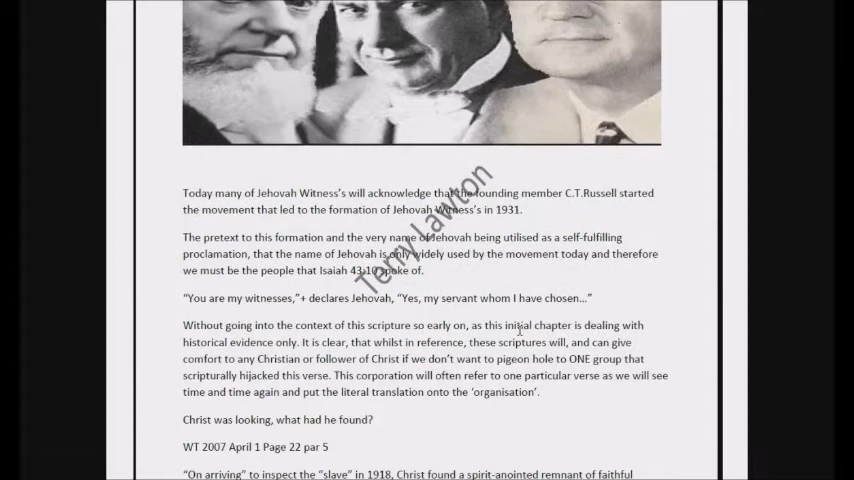 Today many of Jehovah Witness's will acknowledge that the founding member C.T.Russell started
the movement that led to the formation of Jehovah Witness's in 1931.
The pretext to this formation and the very name of Jehovah being utilised as a self-fulfilling
proclamation, that the name of Jehovah is only widely used by the movement today and therefore
we must be the people that Isaiah 43:10 spoke of.
"You are my witnesses,"+ declares Jehovah, "Yes, my servant whom I have chosen…"
Without going into the context of this scripture so early on, as this initial chapter is dealing with
historical evidence only. It is clear, that whilst in reference, these scriptures will, and can give
comfort to any Christian or follower of Christ if we don't want to pigeon hole to ONE group that
scripturally hijacked this verse. This corporation will often refer to one particular verse as we will see
time and time again and put the literal translation onto the 'organisation'.
Christ was looking, what had he found?
WT 2007 April 1 Page 22 par 5
"On arriving" to inspect the "slave" in 1918, Christ found a spirit-anointed remnant of faithful
Terry Lawton